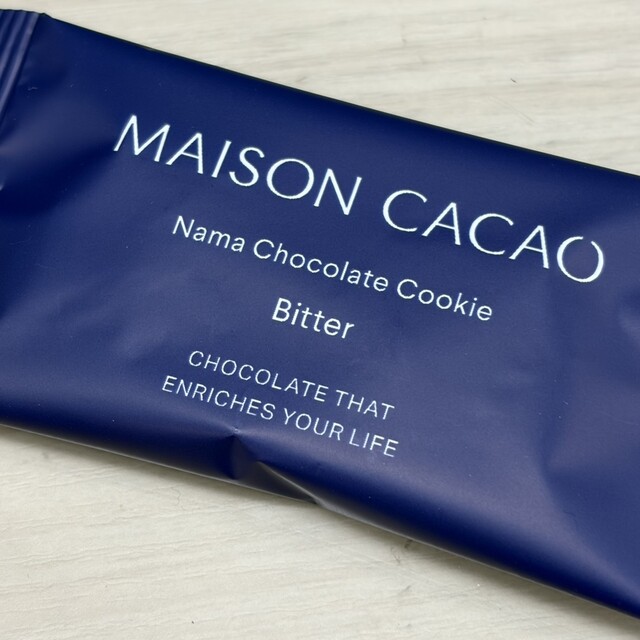 MAISON CACAO
Nama Chocolate Cookie
Bitter
CHOCOLATE THAT
ENRICHES YOUR LIFE